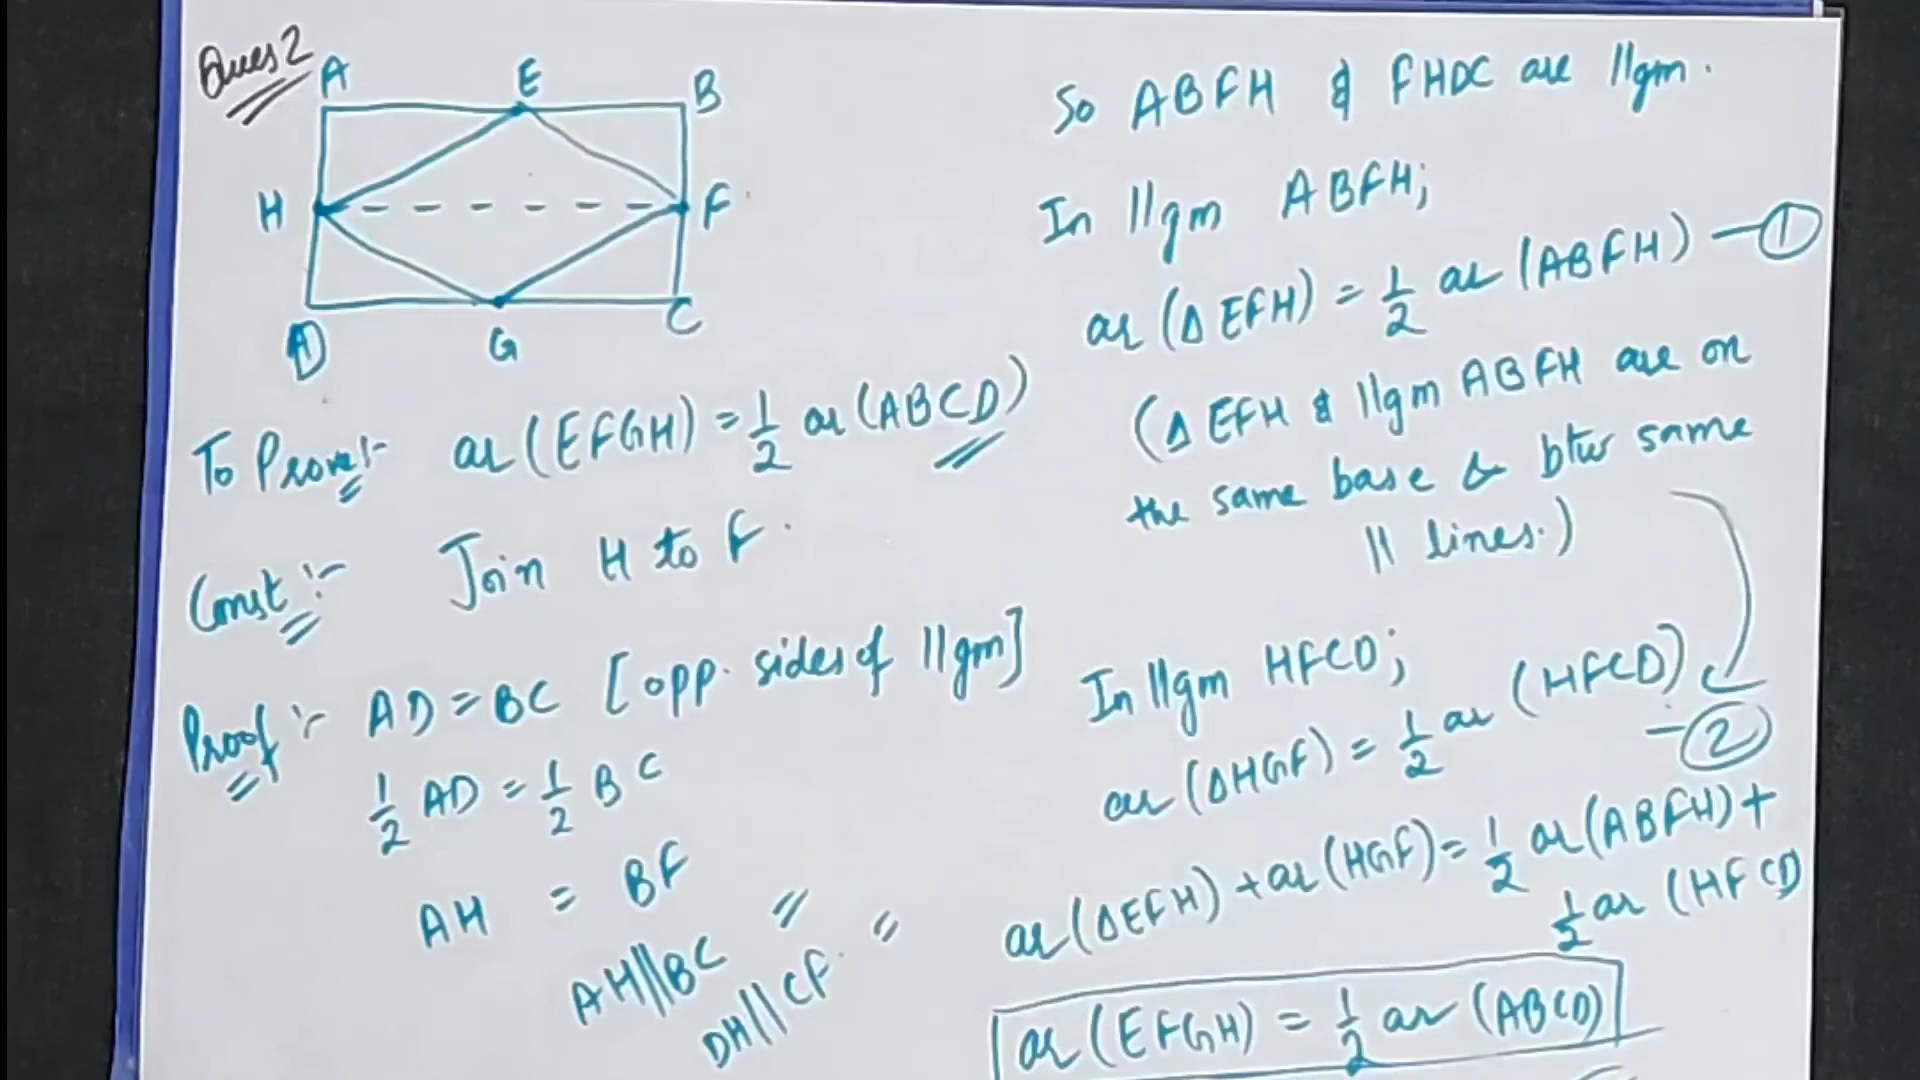 Ques 2
A E B
H F
D G C
To Prove:- ar(EFGH) = 1/2 ar(ABCD)
Const:- Join H to F.
Proof:- AD = BC [opp. sides of ||gm]
1/2 AD = 1/2 BC
AH = BF
AH||BC
DH||CF
So ABFH & FHDC are ||gm.
In ||gm ABFH;
ar(ΔEFH) = 1/2 ar(ABFH) —①
(ΔEFH & ||gm ABFH are on
the same base & btw same
|| lines.)
In ||gm HFCD;
ar(ΔHGF) = 1/2 ar(HFCD)
—②
ar(ΔEFH) + ar(HGF) = 1/2 ar(ABFH) +
1/2 ar(HFCD)
ar(EFGH) = 1/2 ar(ABCD)